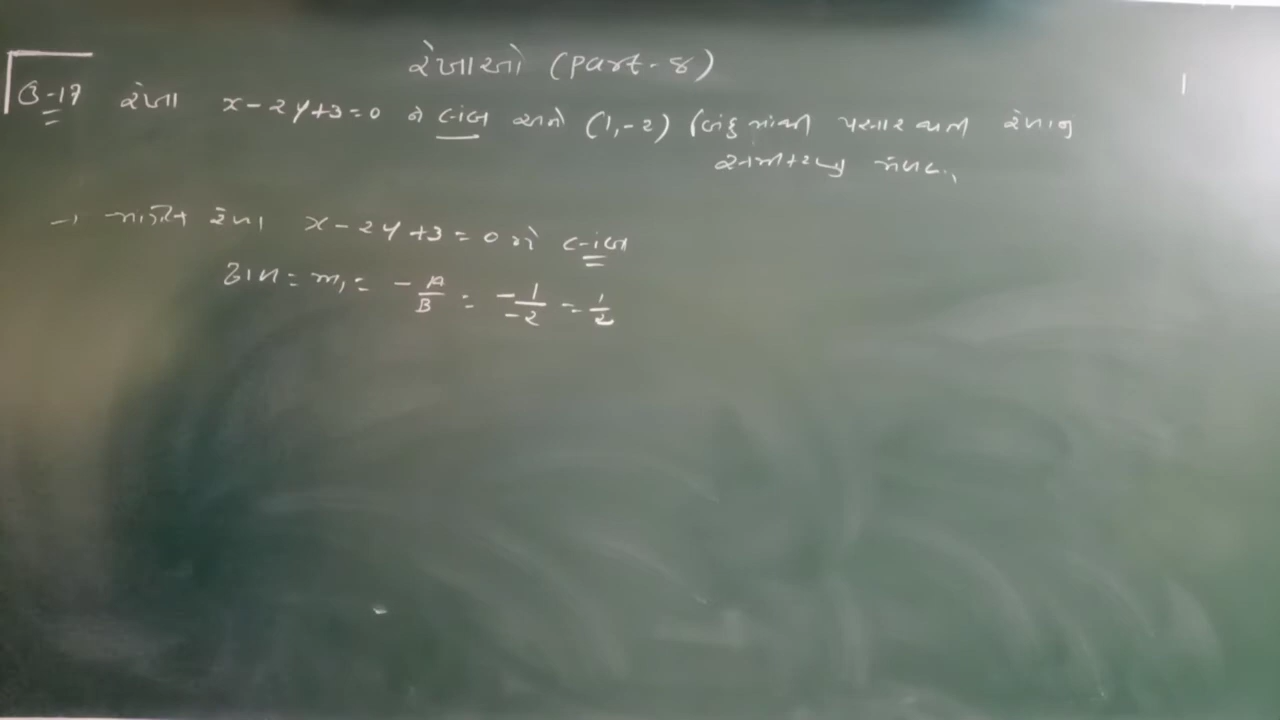 રેખાઓ (Part-8)
1
Q-17 રેખા x-2y+3=0 ને લંબ અને (1,-2) બિંદુમાંથી પસાર થતી રેખાનું
સમીકરણ મેળવો.
→ માંગેલ રેખા x-2y+3=0 ને લંબ
ઢાળ = m₁ = -A/B = -1/-2 = 1/2